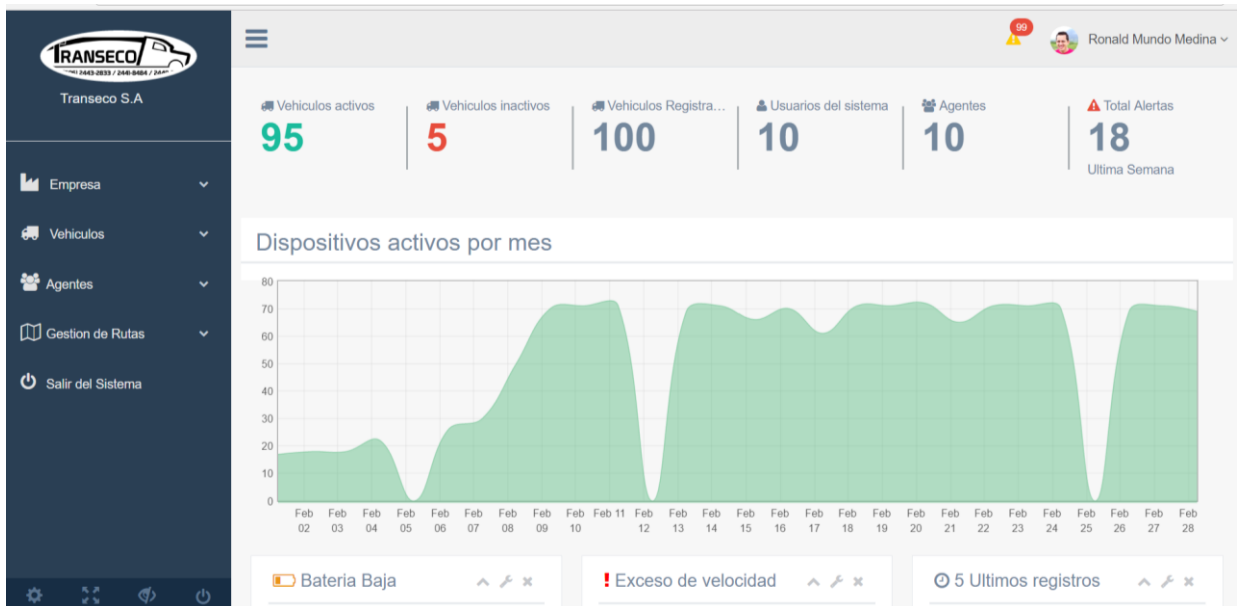 TRANSECO
2443-2833 / 2441-8484 /
Transeco S.A
Empresa
Vehiculos
Agentes
Gestion de Rutas
Salir del Sistema
99
Ronald Mundo Medina
Vehiculos activos
95
Vehiculos inactivos
5
Vehiculos Registra...
100
Usuarios del sistema
10
Agentes
10
Total Alertas
18
Ultima Semana
Dispositivos activos por mes
80
70
60
50
40
30
20
10
0
Feb 02
Feb 03
Feb 04
Feb 05
Feb 06
Feb 07
Feb 08
Feb 09
Feb 10
Feb 11
Feb 12
Feb 13
Feb 14
Feb 15
Feb 16
Feb 17
Feb 18
Feb 19
Feb 20
Feb 21
Feb 22
Feb 23
Feb 24
Feb 25
Feb 26
Feb 27
Feb 28
Bateria Baja
Exceso de velocidad
5 Ultimos registros